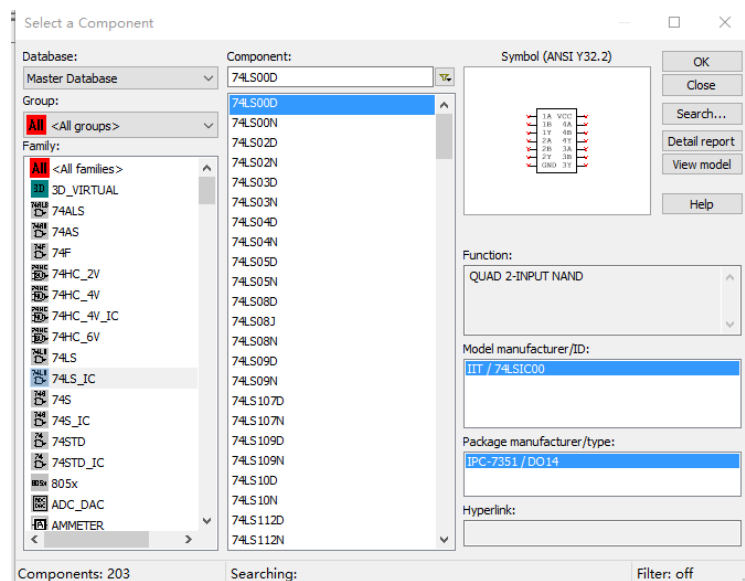 Select a Component
Database:
Master Database
Group:
All <All groups>
Family:
All <All families>
3D 3D_VIRTUAL
74ALS
74AS
74F
74HC_2V
74HC_4V
74HC_4V_IC
74HC_6V
74LS
74LS_IC
74S
74S_IC
74STD
74STD_IC
805x 805x
ADC_DAC
A AMMETER
Component:
74LS00D
74LS00D
74LS00N
74LS02D
74LS02N
74LS03D
74LS03N
74LS04D
74LS04N
74LS05D
74LS05N
74LS08D
74LS08J
74LS08N
74LS09D
74LS09N
74LS107D
74LS107N
74LS109D
74LS109N
74LS10D
74LS10N
74LS112D
74LS112N
Symbol (ANSI Y32.2)
1A VCC
1B 4A
1Y 4B
2A 4Y
2B 3A
2Y 3B
GND 3Y
OK
Close
Search...
Detail report
View model
Help
Function:
QUAD 2-INPUT NAND
Model manufacturer/ID:
IIT / 74LSIC00
Package manufacturer/type:
IPC-7351 / DO14
Hyperlink:
Components: 203
Searching:
Filter: off